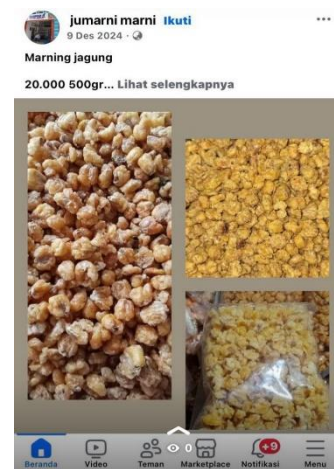 jumarni marni Ikuti
9 Des 2024 ·
Marning jagung
20.000 500gr... Lihat selengkapnya
0
+9
Beranda
Video
Teman
Marketplace
Notifikasi
Menu